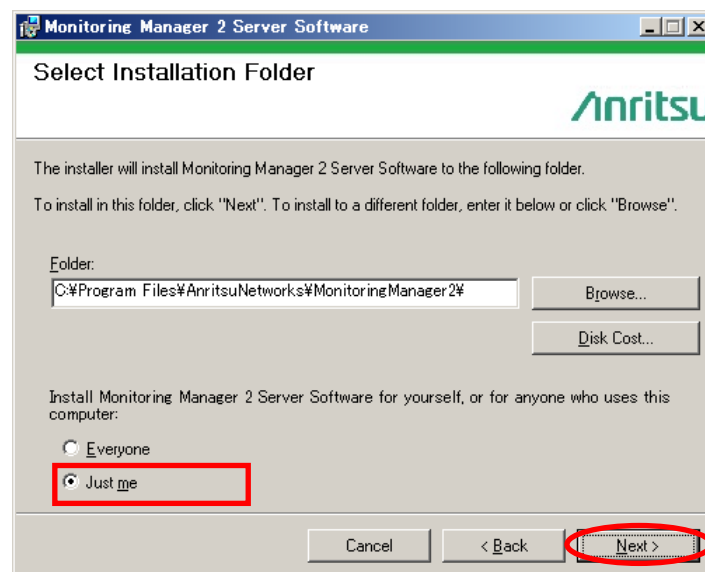 Monitoring Manager 2 Server Software
Select Installation Folder
Anritsu
The installer will install Monitoring Manager 2 Server Software to the following folder.
To install in this folder, click "Next". To install to a different folder, enter it below or click "Browse".
Folder:
C:¥Program Files¥AnritsuNetworks¥MonitoringManager2¥
Browse...
Disk Cost...
Install Monitoring Manager 2 Server Software for yourself, or for anyone who uses this
computer:
Everyone
Just me
Cancel
< Back
Next >